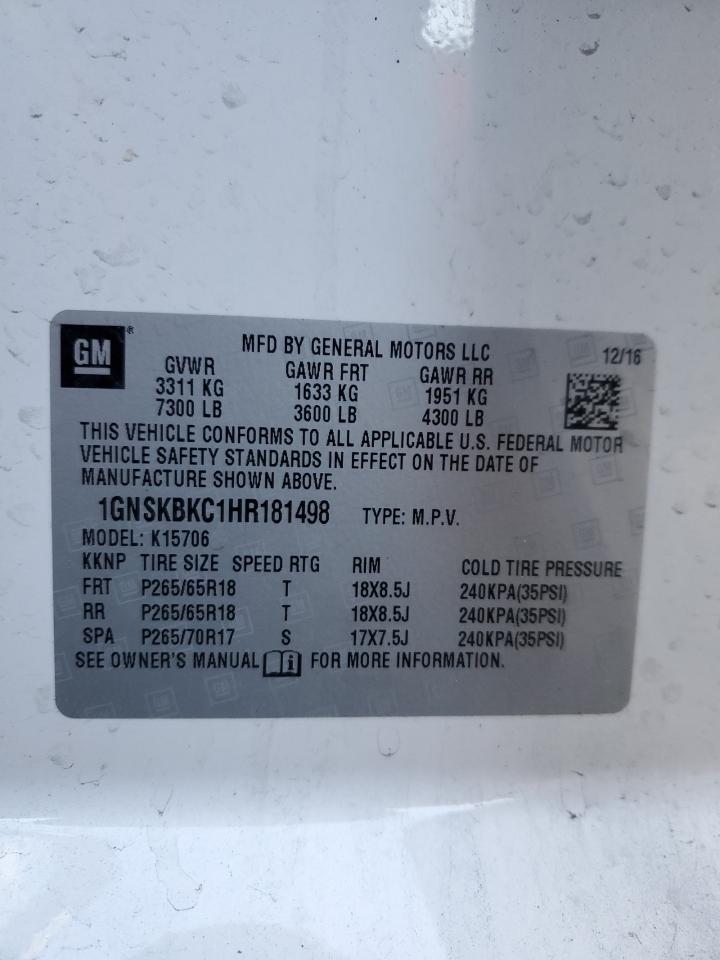 GM ®
MFD BY GENERAL MOTORS LLC 12/16
GVWR GAWR FRT GAWR RR
3311 KG 1633 KG 1951 KG
7300 LB 3600 LB 4300 LB
THIS VEHICLE CONFORMS TO ALL APPLICABLE U.S. FEDERAL MOTOR
VEHICLE SAFETY STANDARDS IN EFFECT ON THE DATE OF
MANUFACTURE SHOWN ABOVE.
1GNSKBKC1HR181498 TYPE: M.P.V.
MODEL: K15706
KKNP TIRE SIZE SPEED RTG RIM COLD TIRE PRESSURE
FRT P265/65R18 T 18X8.5J 240KPA(35PSI)
RR P265/65R18 T 18X8.5J 240KPA(35PSI)
SPA P265/70R17 S 17X7.5J 240KPA(35PSI)
SEE OWNER'S MANUAL i FOR MORE INFORMATION.